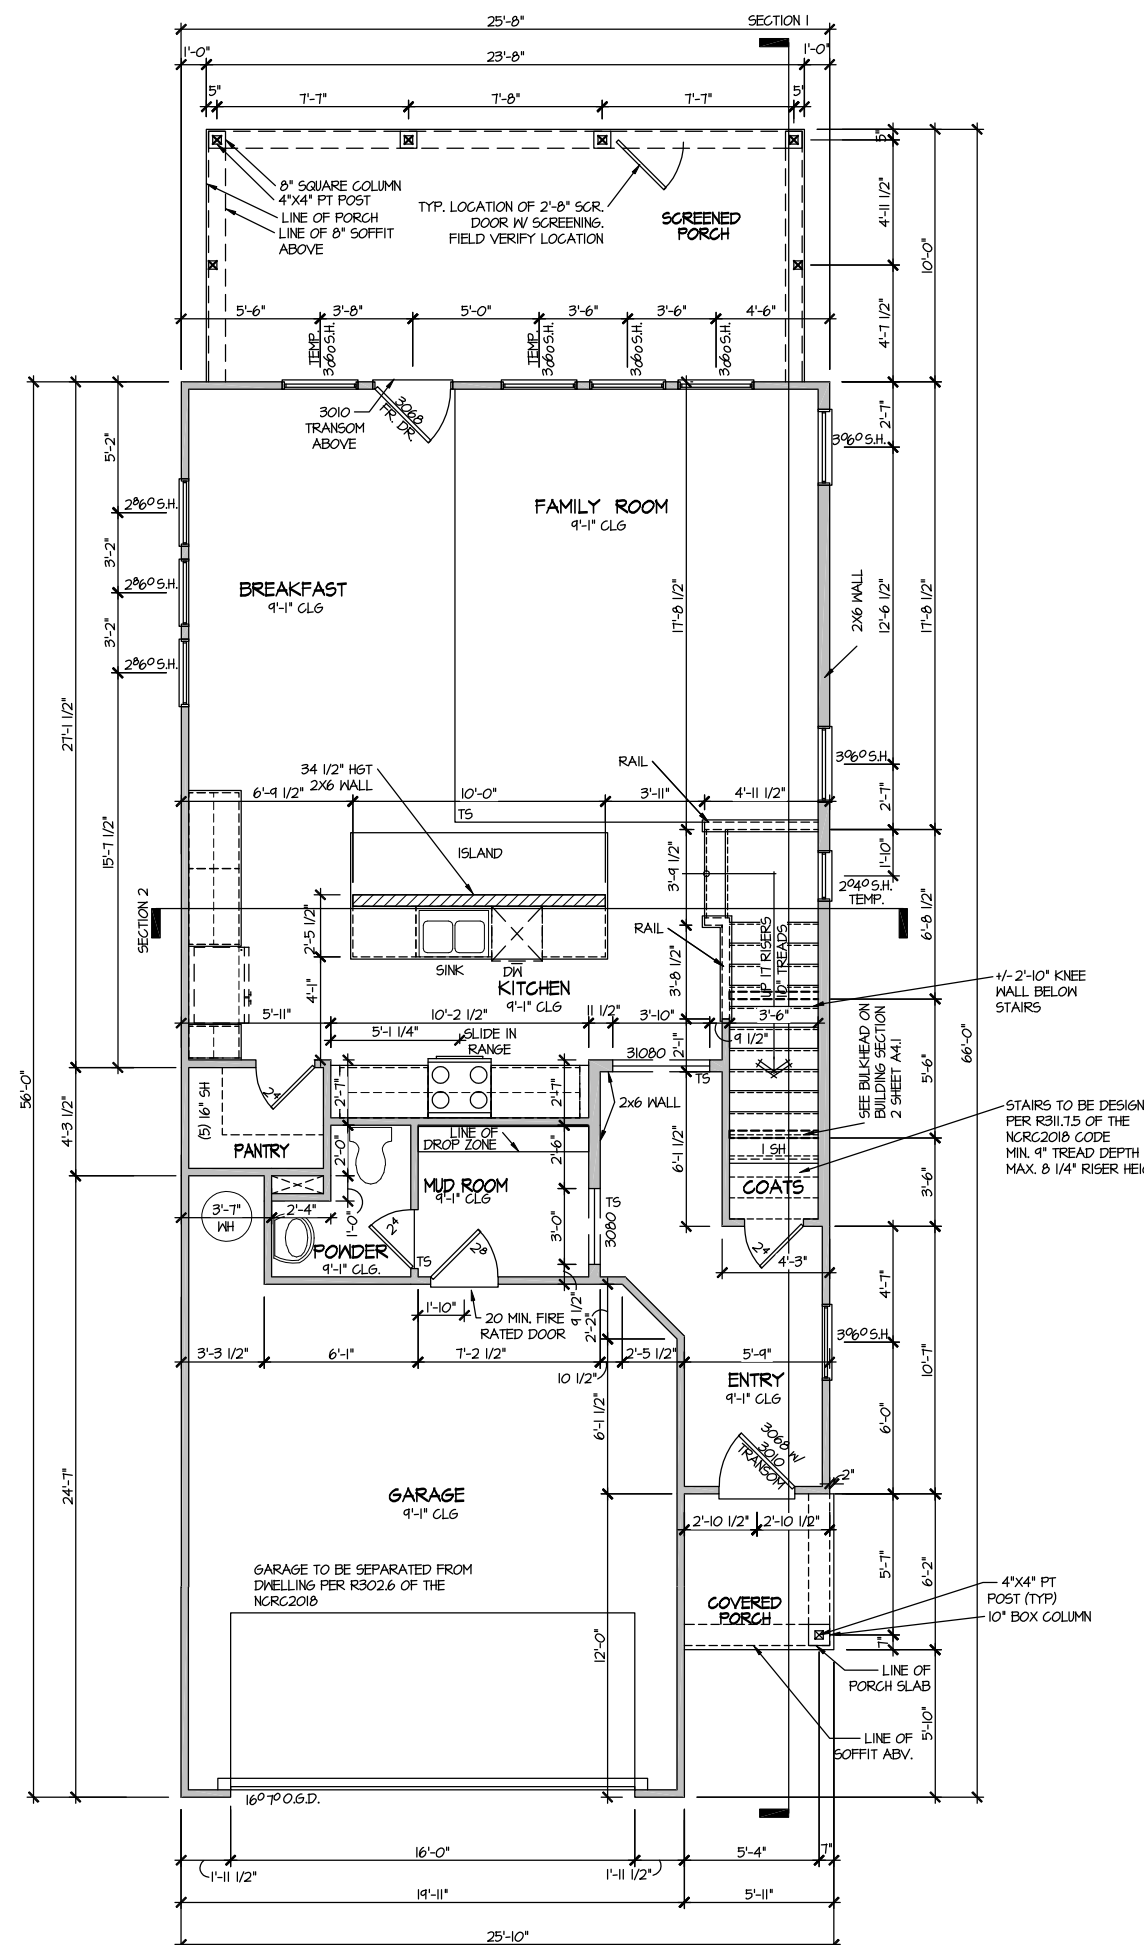 25'-8"
SECTION 1
1'-0"
23'-8"
1'-0"
5"
7'-7"
7'-8"
7'-7"
5"
8" SQUARE COLUMN
4"X4" PT POST
LINE OF PORCH
LINE OF 8" SOFFIT
ABOVE
TYP. LOCATION OF 2'-8" SCR.
DOOR W/ SCREENING.
FIELD VERIFY LOCATION
SCREENED
PORCH
5"
4'-11 1/2"
10'-0"
4'-7 1/2"
5'-6"
3'-8"
5'-0"
3'-6"
3'-6"
4'-6"
TEMP.
3060 S.H.
TEMP.
3060 S.H.
3060 S.H.
3060 S.H.
3010
TRANSOM
ABOVE
3068
FR. DR.
2'-7"
3060 S.H.
5'-2"
2860 S.H.
FAMILY ROOM
9'-1" CLG
3'-2"
2860 S.H.
BREAKFAST
9'-1" CLG
17'-8 1/2"
2X6 WALL
12'-6 1/2"
17'-8 1/2"
3'-2"
2860 S.H.
27'-1 1/2"
56'-0"
66'-0"
3060 S.H.
2'-7"
34 1/2" HGT
2X6 WALL
RAIL
6'-9 1/2"
10'-0"
3'-11"
4'-11 1/2"
TS
15'-7 1/2"
ISLAND
3'-9 1/2"
1'-10"
2040 S.H.
TEMP.
6'-8 1/2"
SECTION 2
2'-5 1/2"
RAIL
SINK
DW
KITCHEN
9'-1" CLG
4'-1"
3'-8 1/2"
UP 17 RISERS
10" TREADS
+/- 2'-10" KNEE
WALL BELOW
STAIRS
5'-11"
10'-2 1/2"
11 1/2"
3'-10"
3'-6"
9 1/2"
5'-1 1/4"
SLIDE IN
RANGE
31080
2'-1"
TS
SEE BULKHEAD ON
BUILDING SECTION
2 SHEET A4.1
5'-6"
24
(5) 16" SH
2'-7"
2'-7"
2x6 WALL
STAIRS TO BE DESIGN
PER R311.7.5 OF THE
NCRC2018 CODE
MIN. 9" TREAD DEPTH
MAX. 8 1/4" RISER HEI
4'-3 1/2"
PANTRY
2'-0"
LINE OF
DROP ZONE
2'-6"
6'-1 1/2"
1 SH
COATS
3'-6"
MUD ROOM
9'-1" CLG
3'-7"
WH
2'-4"
1'-0"
24
TS
28
3'-0"
TS
3080
24
4'-3"
POWDER
9'-1" CLG.
4'-7"
1'-10"
20 MIN. FIRE
RATED DOOR
9 1/2"
2'-2"
3060 S.H.
3'-3 1/2"
6'-1"
7'-2 1/2"
10 1/2"
2'-5 1/2"
5'-9"
ENTRY
9'-1" CLG
10'-7"
6'-1 1/2"
6'-0"
3068 W/
3010
TRANSOM
2"
24'-7"
GARAGE
9'-1" CLG
2'-10 1/2"
2'-10 1/2"
GARAGE TO BE SEPARATED FROM
DWELLING PER R302.6 OF THE
NCRC2018
5'-7"
6'-2"
4"X4" PT
POST (TYP)
10" BOX COLUMN
COVERED
PORCH
12'-0"
7"
LINE OF
PORCH SLAB
5'-10"
LINE OF
SOFFIT ABV.
16070 O.G.D.
16'-0"
5'-4"
7"
1'-11 1/2"
1'-11 1/2"
19'-11"
5'-11"
25'-10"